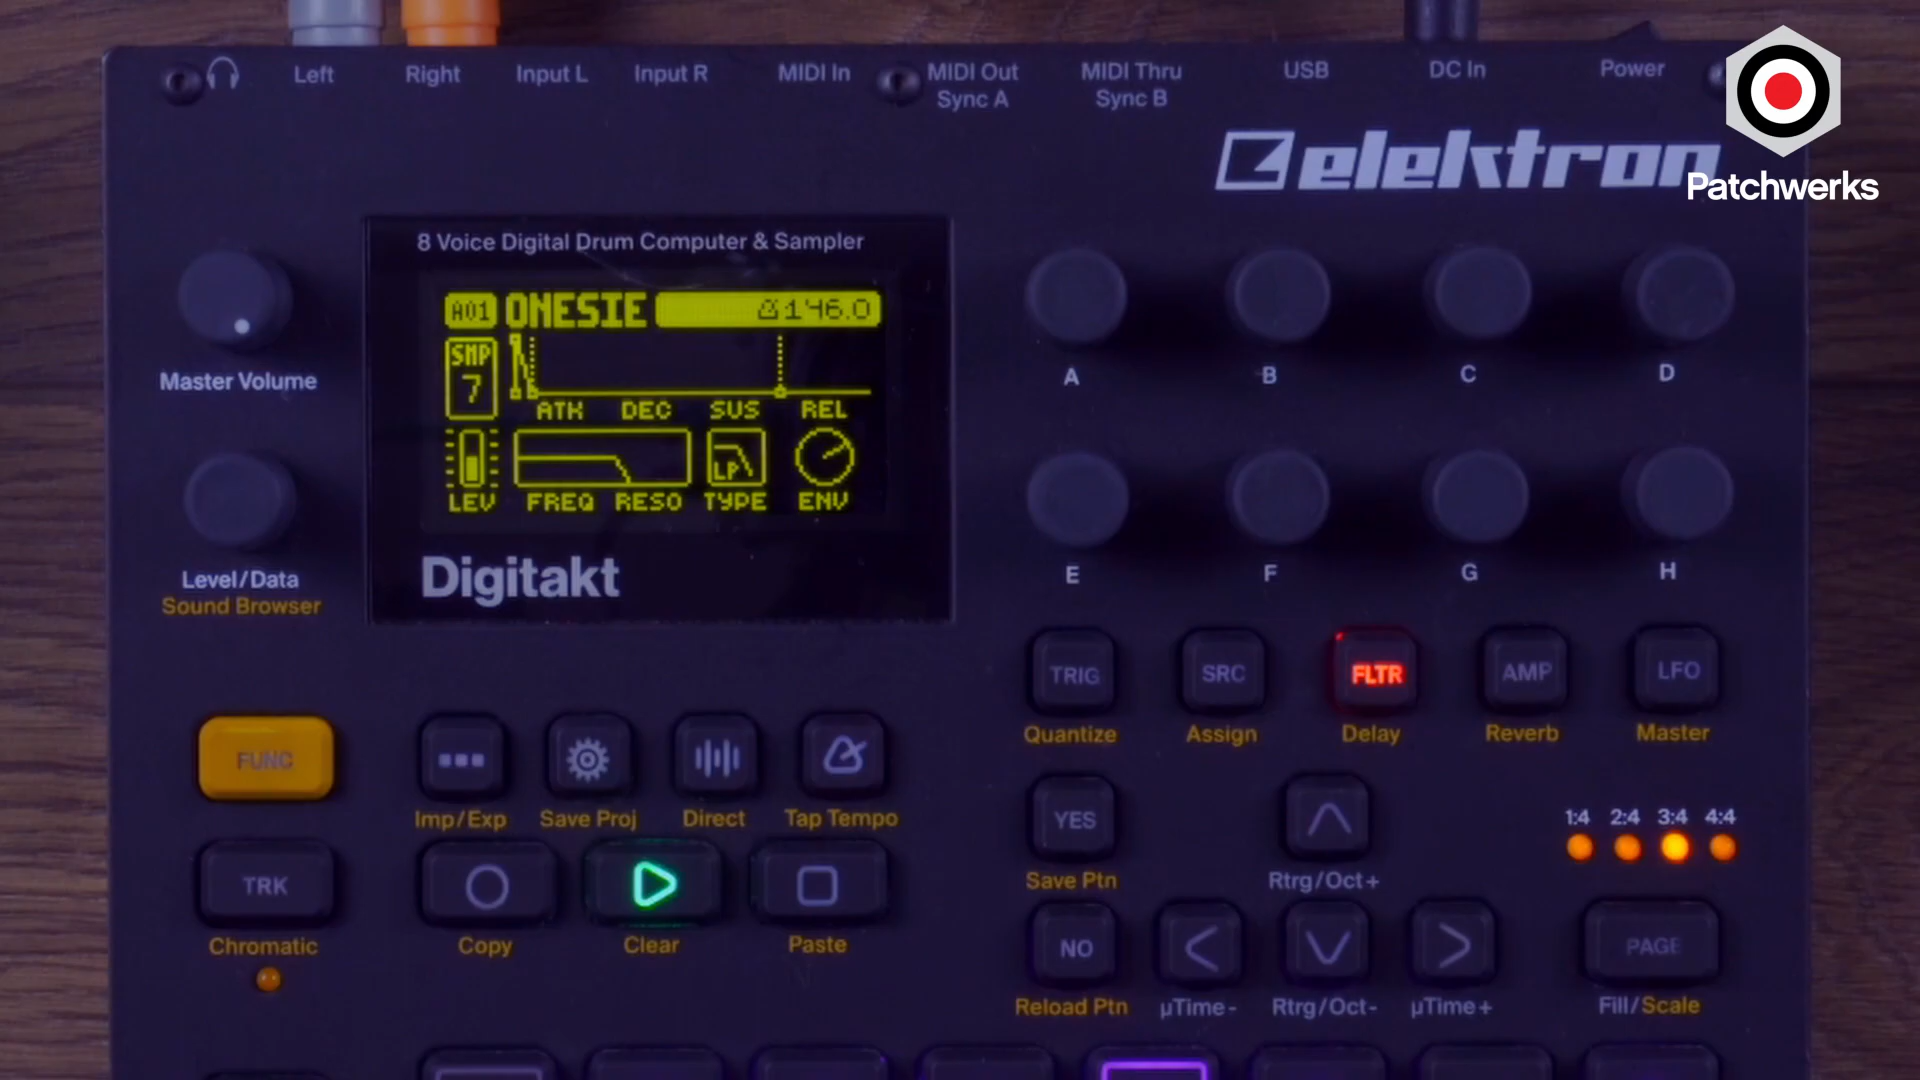 Left Right Input L Input R MIDI In MIDI Out MIDI Thru USB DC In Power
Sync A Sync B
elektron
Patchwerks
8 Voice Digital Drum Computer & Sampler
A01 ONESIE 146.0
SMP
7
ATK DEC SUS REL
LP
LEV FREQ RESO TYPE ENV
Digitakt
Master Volume
Level/Data
Sound Browser
A B C D
E F G H
TRIG SRC FLTR AMP LFO
Quantize Assign Delay Reverb Master
FUNC
Imp/Exp Save Proj Direct Tap Tempo
YES
Save Ptn
Rtrg/Oct+
1:4 2:4 3:4 4:4
TRK
Chromatic
Copy Clear Paste
NO
Reload Ptn
µTime- Rtrg/Oct- µTime+
PAGE
Fill/Scale